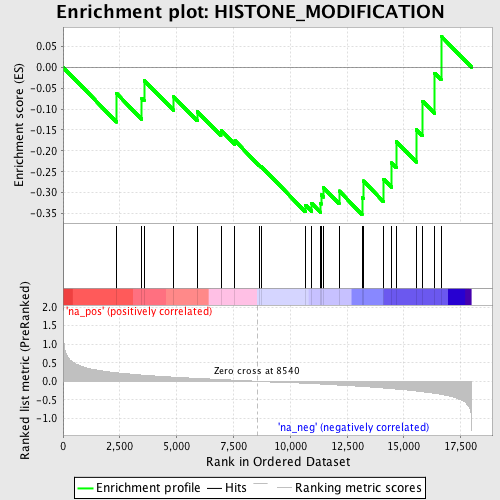 Enrichment plot: HISTONE_MODIFICATION
Enrichment score (ES)
0.05
0.00
-0.05
-0.10
-0.15
-0.20
-0.25
-0.30
-0.35
'na_pos' (positively correlated)
Ranked list metric (PreRanked)
2.0
1.5
1.0
0.5
0.0
-0.5
-1.0
Zero cross at 8540
'na_neg' (negatively correlated)
0 2,500 5,000 7,500 10,000 12,500 15,000 17,500
Rank in Ordered Dataset
Enrichment profile Hits Ranking metric scores